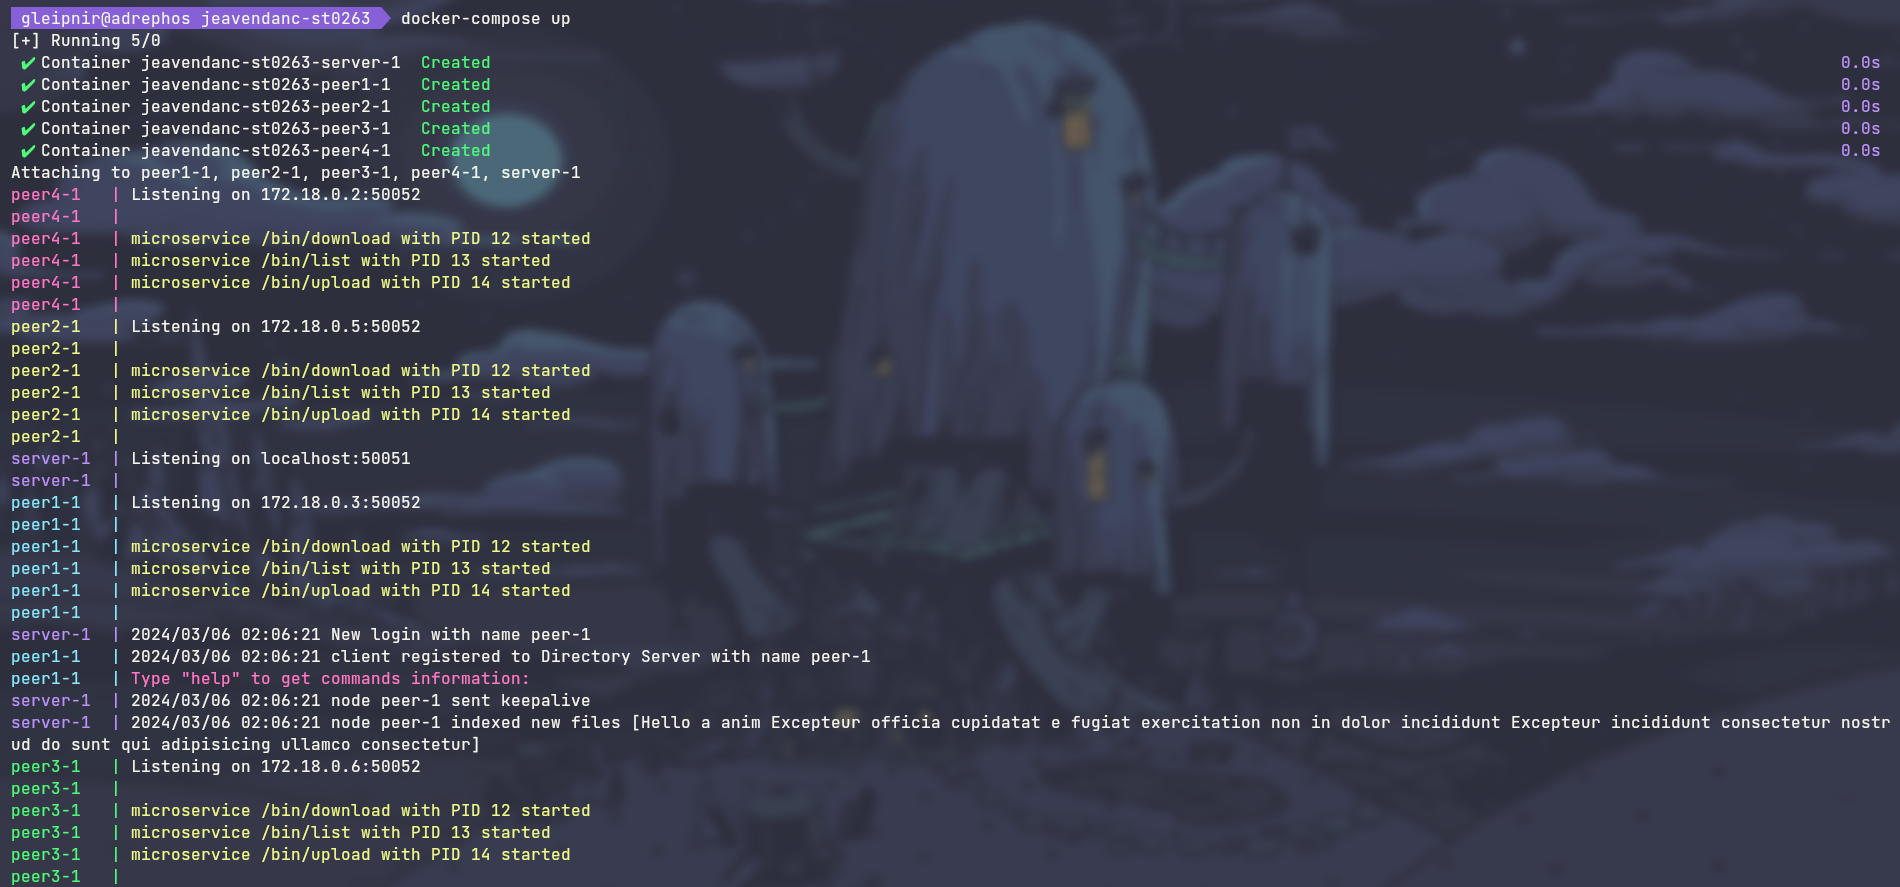 gleipnir@adrephos jeavendanc-st0263 docker-compose up
[+] Running 5/0
✔ Container jeavendanc-st0263-server-1 Created 0.0s
✔ Container jeavendanc-st0263-peer1-1 Created 0.0s
✔ Container jeavendanc-st0263-peer2-1 Created 0.0s
✔ Container jeavendanc-st0263-peer3-1 Created 0.0s
✔ Container jeavendanc-st0263-peer4-1 Created 0.0s
Attaching to peer1-1, peer2-1, peer3-1, peer4-1, server-1
peer4-1 | Listening on 172.18.0.2:50052
peer4-1 |
peer4-1 | microservice /bin/download with PID 12 started
peer4-1 | microservice /bin/list with PID 13 started
peer4-1 | microservice /bin/upload with PID 14 started
peer4-1 |
peer2-1 | Listening on 172.18.0.5:50052
peer2-1 |
peer2-1 | microservice /bin/download with PID 12 started
peer2-1 | microservice /bin/list with PID 13 started
peer2-1 | microservice /bin/upload with PID 14 started
peer2-1 |
server-1 | Listening on localhost:50051
server-1 |
peer1-1 | Listening on 172.18.0.3:50052
peer1-1 |
peer1-1 | microservice /bin/download with PID 12 started
peer1-1 | microservice /bin/list with PID 13 started
peer1-1 | microservice /bin/upload with PID 14 started
peer1-1 |
server-1 | 2024/03/06 02:06:21 New login with name peer-1
peer1-1 | 2024/03/06 02:06:21 client registered to Directory Server with name peer-1
peer1-1 | Type "help" to get commands information:
server-1 | 2024/03/06 02:06:21 node peer-1 sent keepalive
server-1 | 2024/03/06 02:06:21 node peer-1 indexed new files [Hello a anim Excepteur officia cupidatat e fugiat exercitation non in dolor incididunt Excepteur incididunt consectetur nostr
ud do sunt qui adipisicing ullamco consectetur]
peer3-1 | Listening on 172.18.0.6:50052
peer3-1 |
peer3-1 | microservice /bin/download with PID 12 started
peer3-1 | microservice /bin/list with PID 13 started
peer3-1 | microservice /bin/upload with PID 14 started
peer3-1 |